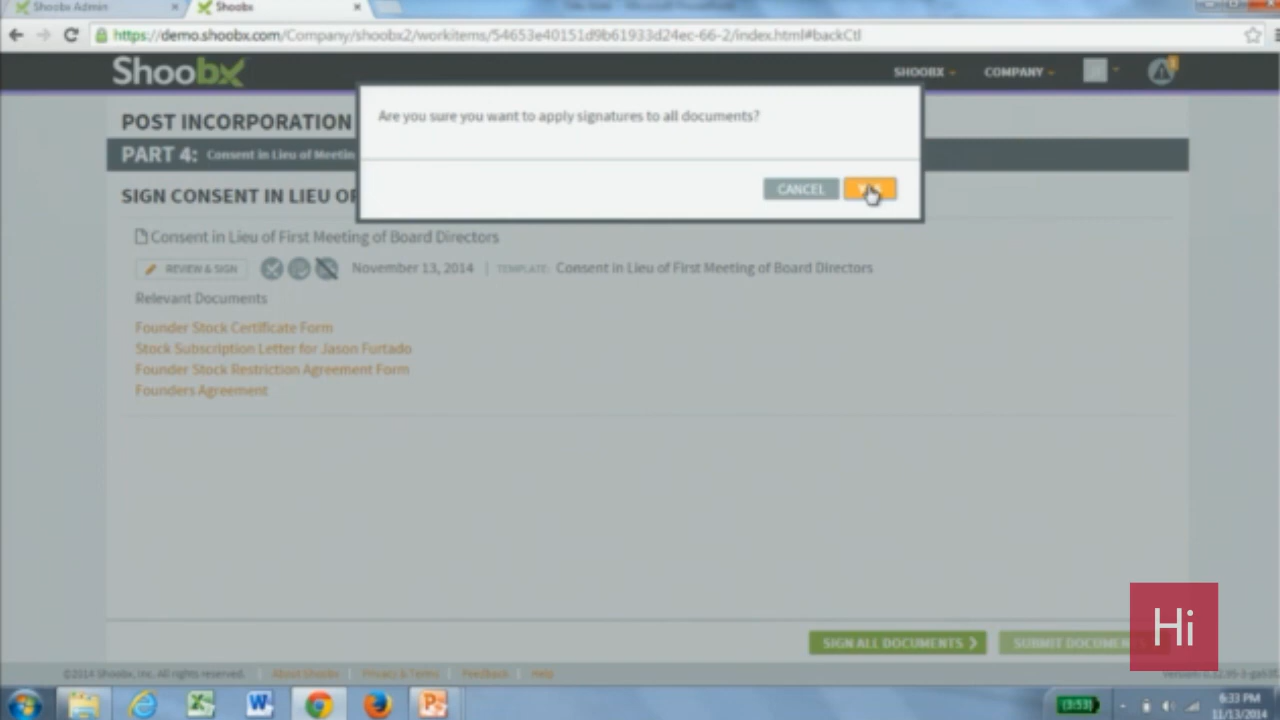 Shoobx Admin
Shoobx
https://demo.shoobx.com/Company/shoobx2/workitems/54653e40151d9b61933d24ec-66-2/index.html#backCtl
Shoobx
SHOOBX
COMPANY
Are you sure you want to apply signatures to all documents?
CANCEL
POST INCORPORATION
PART 4: Consent in Lieu of Meetin
SIGN CONSENT IN LIEU OF
Consent in Lieu of First Meeting of Board Directors
REVIEW & SIGN November 13, 2014 | TEMPLATE: Consent in Lieu of First Meeting of Board Directors
Relevant Documents
Founder Stock Certificate Form
Stock Subscription Letter for Jason Furtado
Founder Stock Restriction Agreement Form
Founders Agreement
SIGN ALL DOCUMENTS
SUBMIT DOCUMEN
Hi
©2014 Shoobx, Inc. All rights reserved. | About Shoobx | Privacy & Terms | Feedback | Help
(3:53)
6:33 PM
11/13/2014